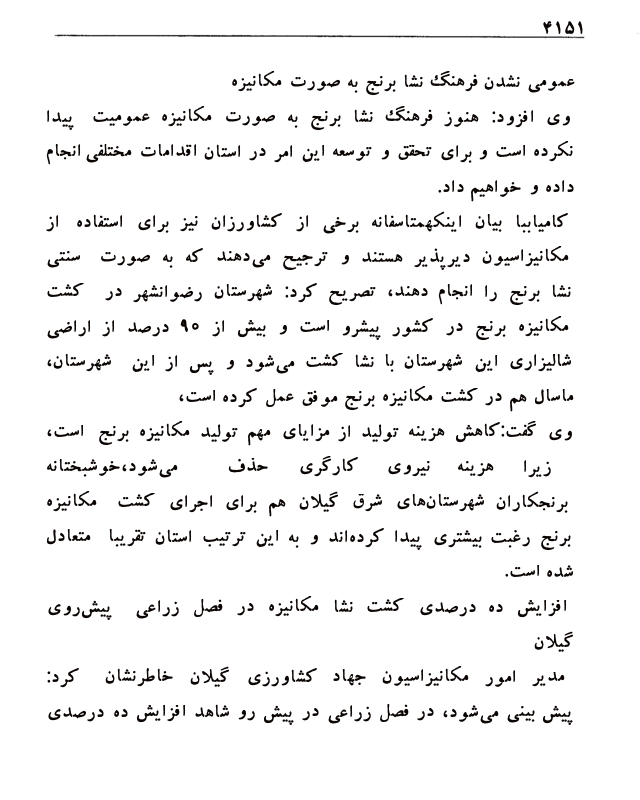 ۴۱۵۱
عمومی نشدن فرهنگ نشا برنج به صورت مکانیزه
وی افزود: هنوز فرهنگ نشا برنج به صورت مکانیزه عمومیت پیدا
نکرده است و برای تحقق و توسعه این امر در استان اقدامات مختلفی انجام
داده و خواهیم داد.
کامیاببا بیان اینکهمتاسفانه برخی از کشاورزان نیز برای استفاده از
مکانیزاسیون دیرپذیر هستند و ترجیح می‌دهند که به صورت سنتی
نشا برنج را انجام دهند، تصریح کرد: شهرستان رضوانشهر در کشت
مکانیزه برنج در کشور پیشرو است و بیش از ۹۰ درصد از اراضی
شالیزاری این شهرستان با نشا کشت می‌شود و پس از این شهرستان،
ماسال هم در کشت مکانیزه برنج موفق عمل کرده است،
وی گفت:کاهش هزینه تولید از مزایای مهم تولید مکانیزه برنج است،
زیرا هزینه نیروی کارگری حذف می‌شود،خوشبختانه
برنجکاران شهرستان‌های شرق گیلان هم برای اجرای کشت مکانیزه
برنج رغبت بیشتری پیدا کرده‌اند و به این ترتیب استان تقریبا متعادل
شده است.
افزایش ده درصدی کشت نشا مکانیزه در فصل زراعی پیش‌روی
گیلان
مدیر امور مکانیزاسیون جهاد کشاورزی گیلان خاطرنشان کرد:
پیش بینی می‌شود، در فصل زراعی در پیش رو شاهد افزایش ده درصدی